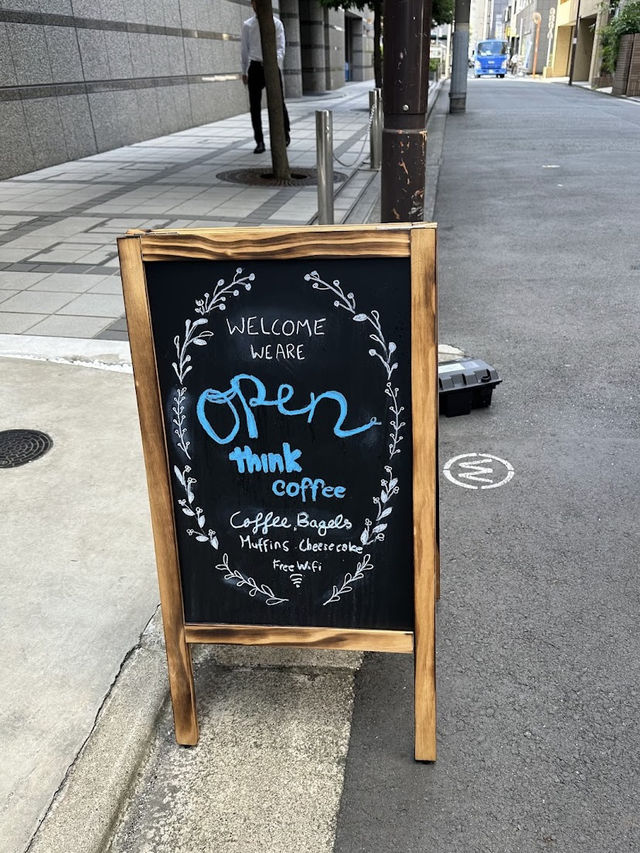 WELCOME
WE ARE
open
think
coffee
Coffee, Bagels
Muffins Cheesecake
Free Wifi
W